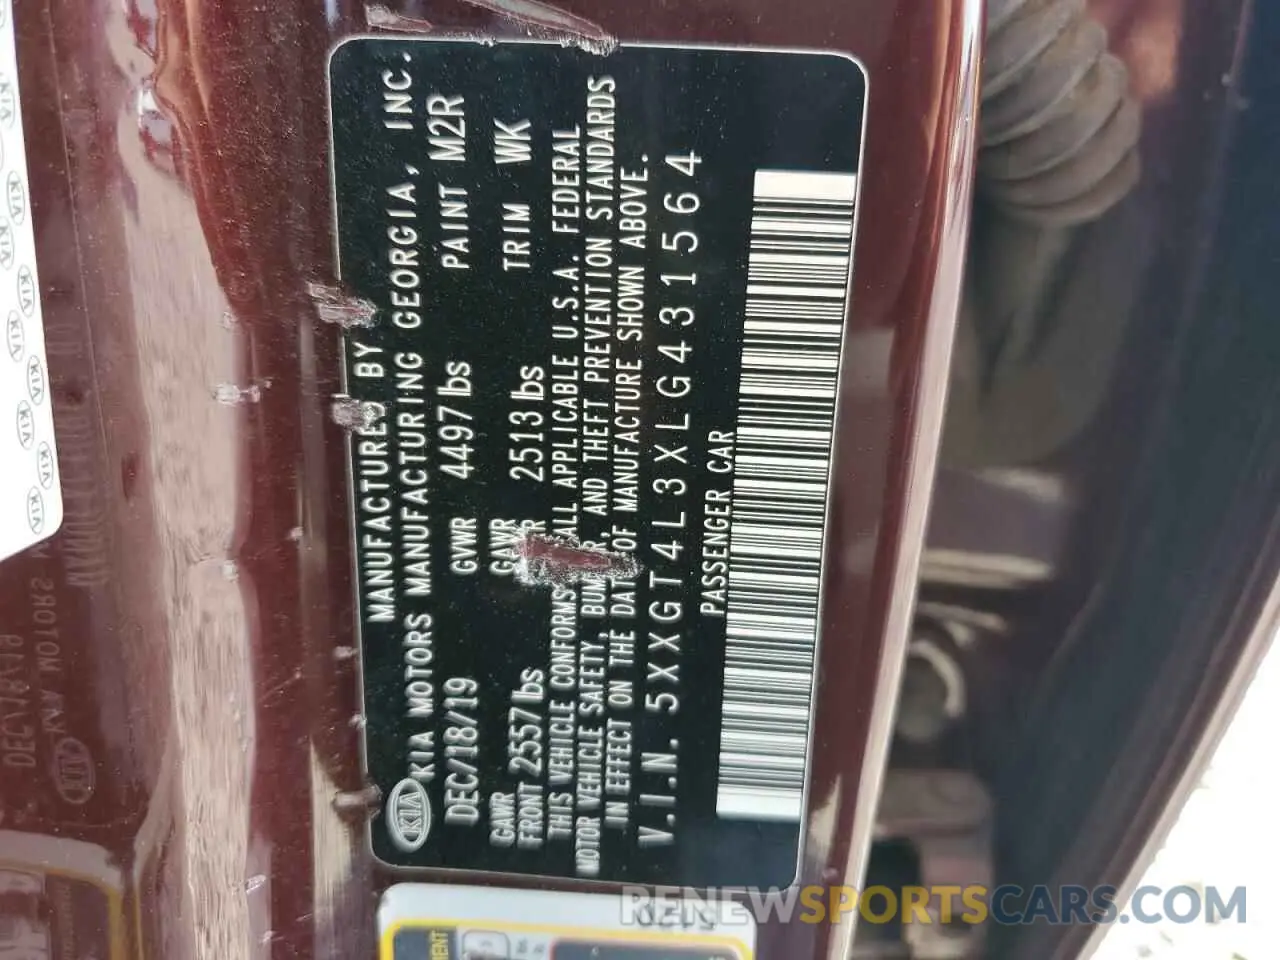 MANUFACTURED BY
KIA KIA MOTORS MANUFACTURING GEORGIA, INC.
DEC/18/19 GVWR 4497 lbs PAINT M2R
GAWR GAWR
FRONT 2557 lbs 2513 lbs TRIM WK
THIS VEHICLE CONFORMS ALL APPLICABLE U.S.A. FEDERAL
MOTOR VEHICLE SAFETY, AND THEFT PREVENTION STANDARDS
IN EFFECT ON THE OF MANUFACTURE SHOWN ABOVE.
V.I.N. 5XXGT4L3XLG431564
PASSENGER CAR
RENEWSPORTSCARS.COM